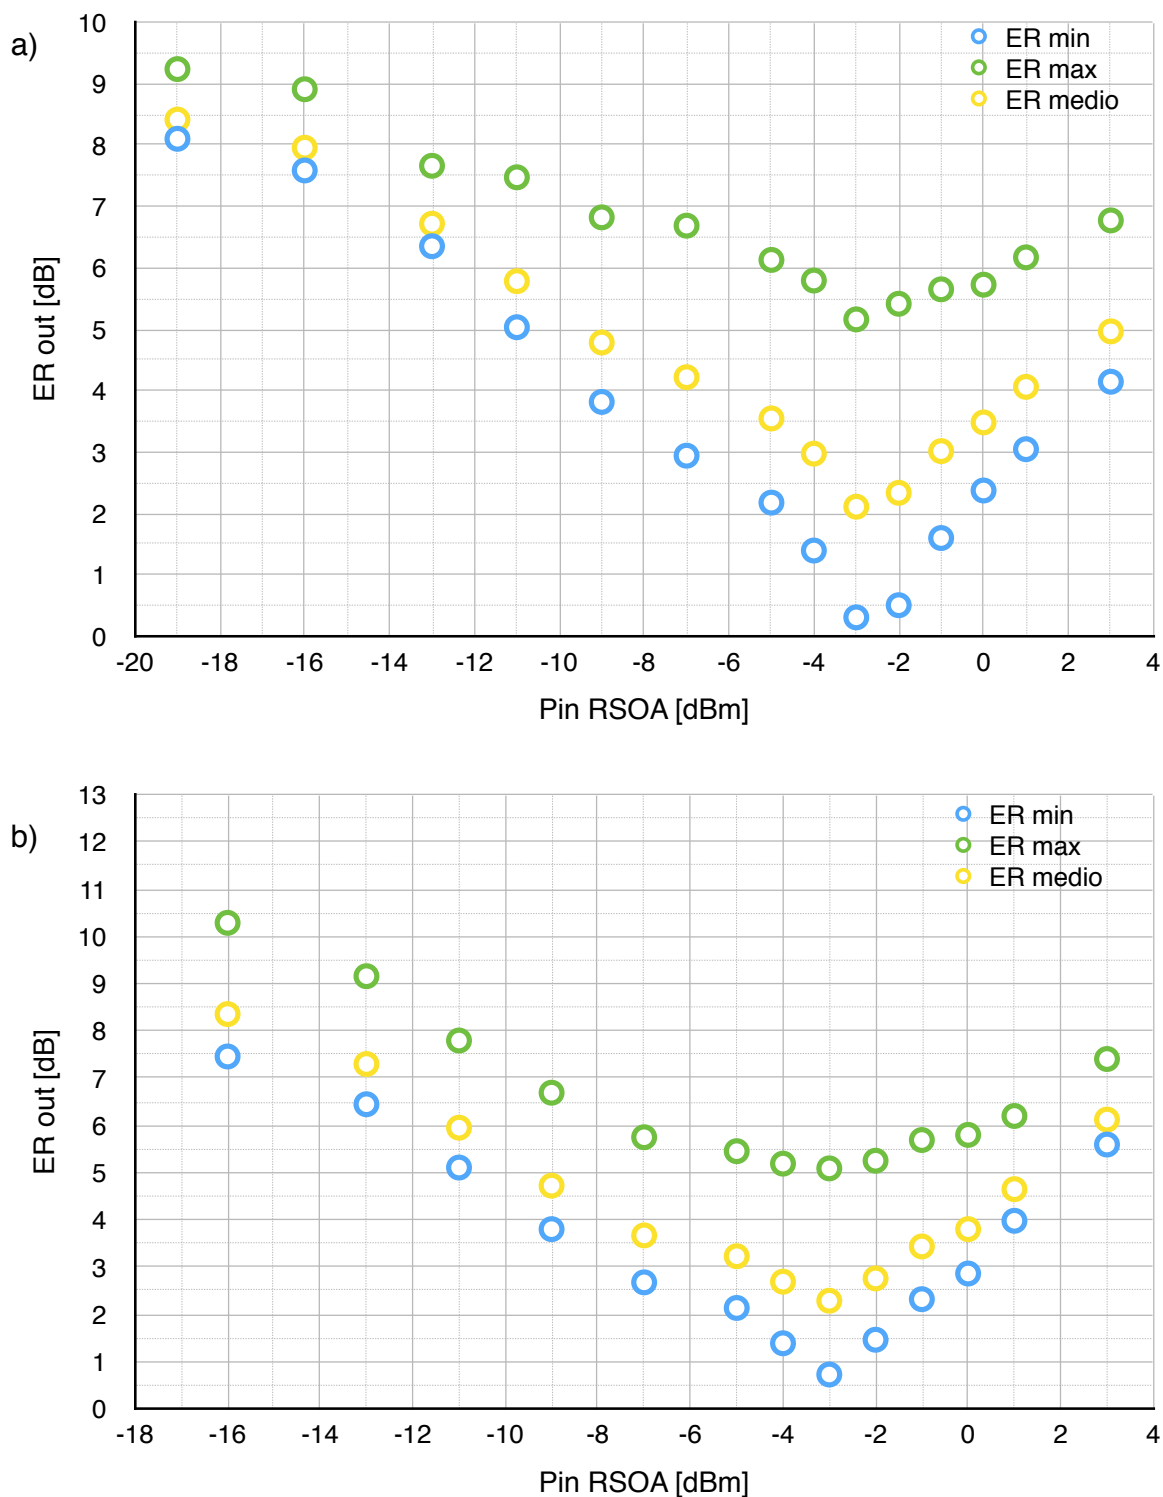 a)
10
9
8
7
6
5
4
3
2
1
0
ER out [dB]
ER min
ER max
ER medio
-20 -18 -16 -14 -12 -10 -8 -6 -4 -2 0 2 4
Pin RSOA [dBm]
b)
13
12
11
10
9
8
7
6
5
4
3
2
1
0
ER out [dB]
ER min
ER max
ER medio
-18 -16 -14 -12 -10 -8 -6 -4 -2 0 2 4
Pin RSOA [dBm]